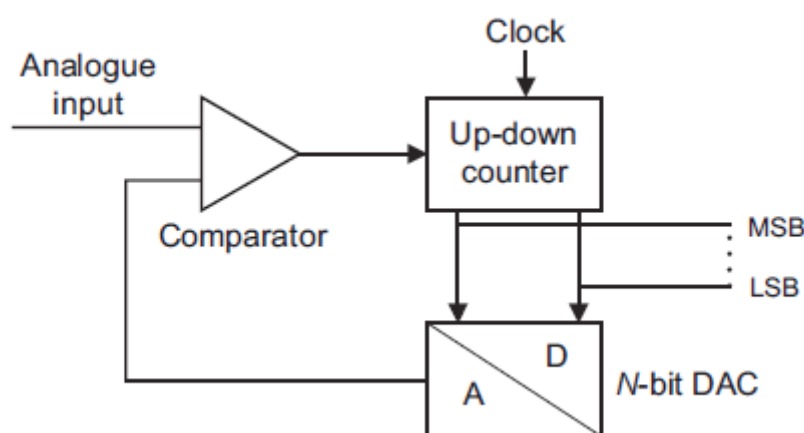 Clock
Analogue
input
Up-down
counter
Comparator
MSB
LSB
D
A
N-bit DAC